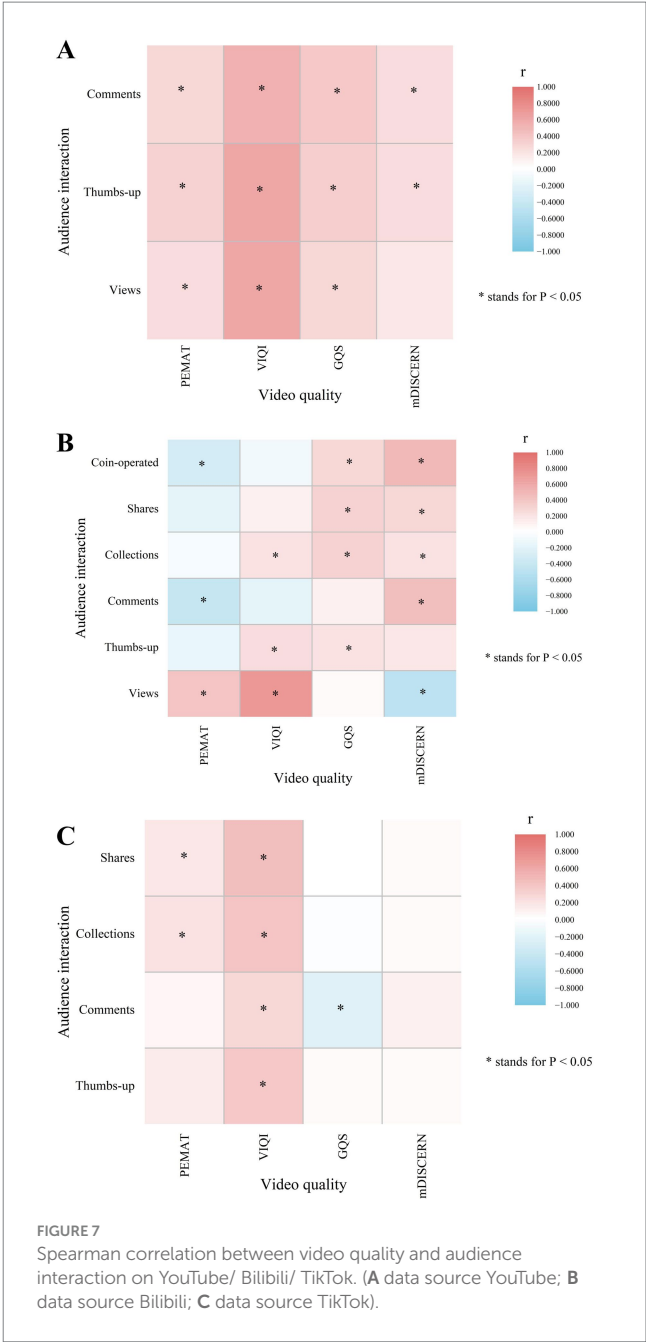 A
Audience interaction
Comments * * * *
Thumbs-up * * * *
Views * * *
PEMAT VIQI GQS mDISCERN
Video quality
r
1.000
0.8000
0.6000
0.4000
0.2000
0.000
−0.2000
−0.4000
−0.6000
−0.8000
−1.000
* stands for P < 0.05
B
Audience interaction
Coin-operated * * *
Shares * *
Collections * * *
Comments * *
Thumbs-up * *
Views * * *
PEMAT VIQI GQS mDISCERN
Video quality
r
1.000
0.8000
0.6000
0.4000
0.2000
0.000
−0.2000
−0.4000
−0.6000
−0.8000
−1.000
* stands for P < 0.05
C
Audience interaction
Shares * *
Collections * *
Comments * *
Thumbs-up *
PEMAT VIQI GQS mDISCERN
Video quality
r
1.000
0.8000
0.6000
0.4000
0.2000
0.000
−0.2000
−0.4000
−0.6000
−0.8000
−1.000
* stands for P < 0.05
FIGURE 7
Spearman correlation between video quality and audience
interaction on YouTube/ Bilibili/ TikTok. (A data source YouTube; B
data source Bilibili; C data source TikTok).